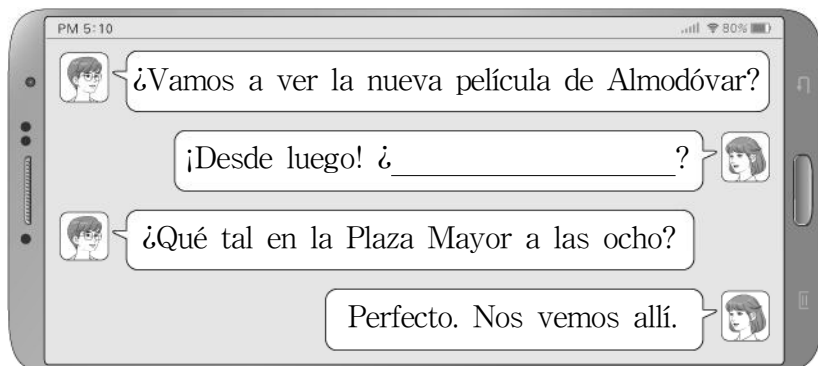 PM 5:10 80%
¿Vamos a ver la nueva película de Almodóvar?
¡Desde luego! ¿____________________?
¿Qué tal en la Plaza Mayor a las ocho?
Perfecto. Nos vemos allí.